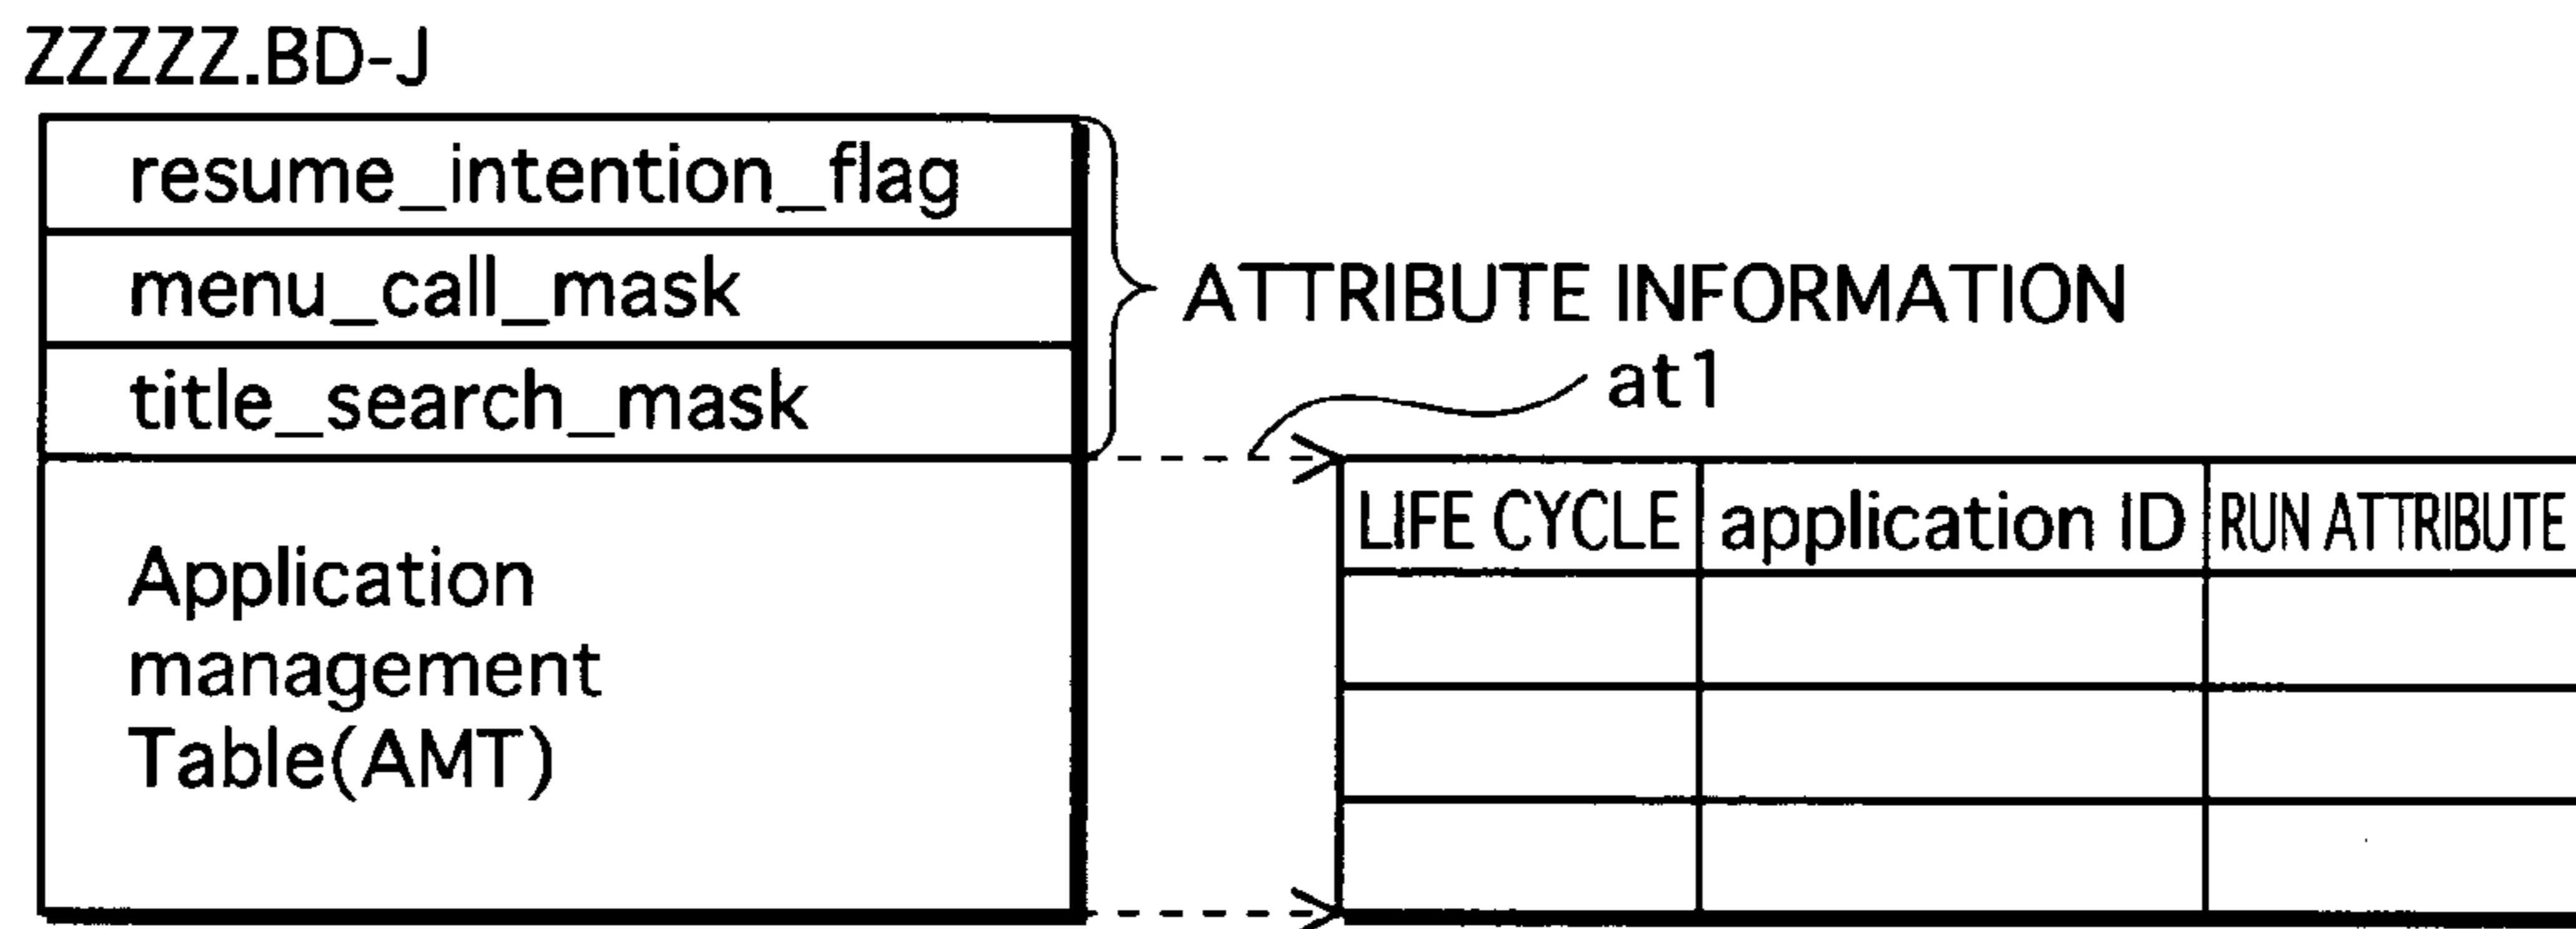 ZZZZZ.BD-J
resume_intention_flag
menu_call_mask
title_search_mask
ATTRIBUTE INFORMATION
at1
Application
management
Table(AMT)
LIFE CYCLE application ID RUN ATTRIBUTE